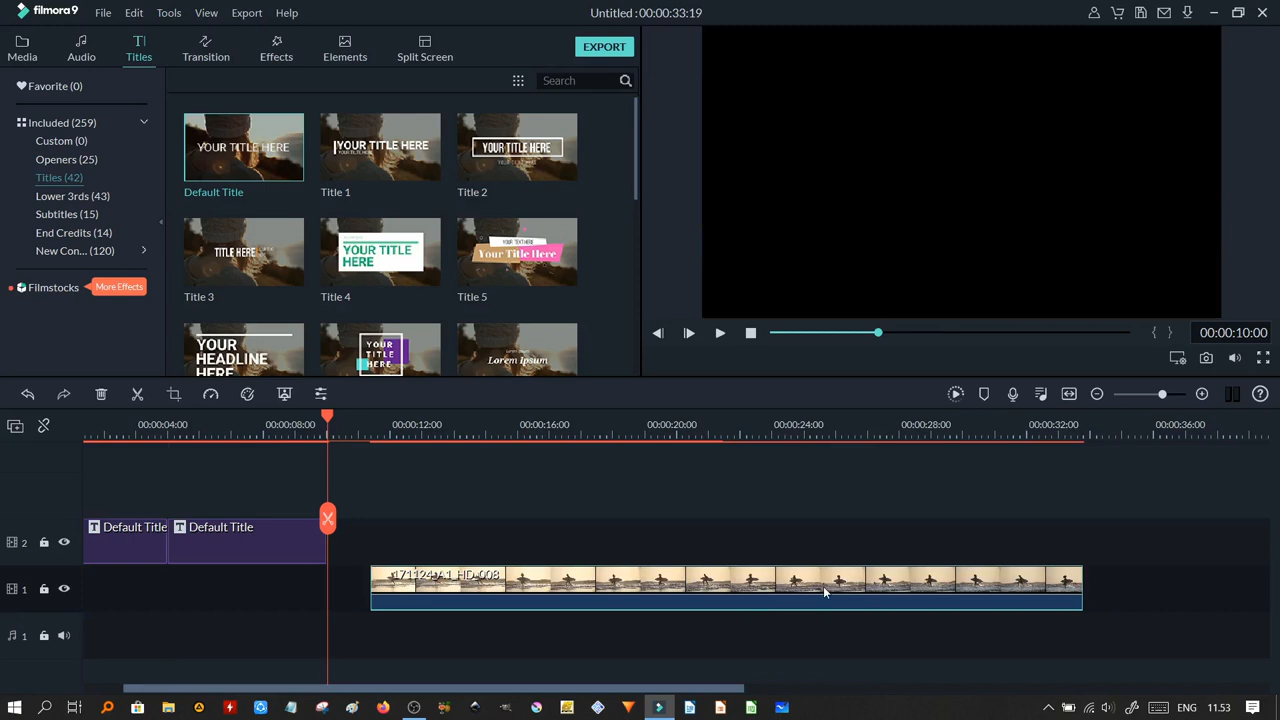 filmora 9
File Edit Tools View Export Help
Untitled : 00:00:33:19
Media Audio Titles Transition Effects Elements Split Screen
EXPORT
Favorite (0)
Search
Included (259)
Custom (0)
Openers (25)
Titles (42)
Lower 3rds (43)
Subtitles (15)
End Credits (14)
New Con... (120)
Filmstocks
More Effects
YOUR TITLE HERE
YOUR TITLE HERE
YOUR TITLE HERE
Default Title Title 1 Title 2
TITLE HERE
YOUR TITLE
HERE
Your Title Here
Title 3 Title 4 Title 5
YOUR
HEADLINE
HERE
YOUR
TITLE
HERE
Lorem Ipsum
00:00:10:00
00:00:04:00 00:00:08:00 00:00:12:00 00:00:16:00 00:00:20:00 00:00:24:00 00:00:28:00 00:00:32:00 00:00:36:00
2
T Default Title T Default Title
1
171124_A1_HD_008
1
ENG 11.53